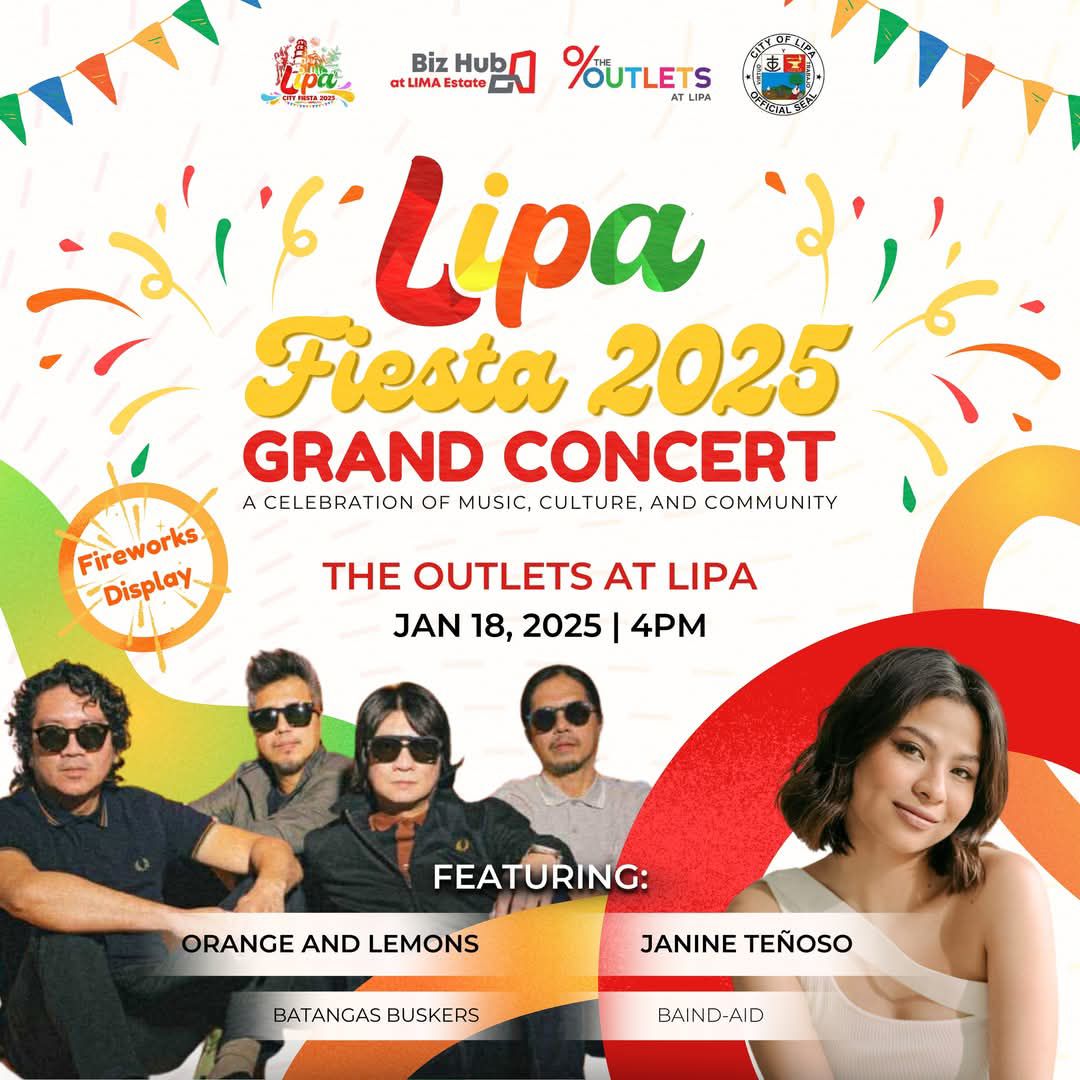 Lipa
CITY FIESTA 2025
Biz Hub
at LIMA Estate
%THE
OUTLETS
AT LIPA
CITY OF LIPA
VIRTUD Y TRABAJO
OFFICIAL SEAL
Lipa
Fiesta 2025
GRAND CONCERT
A CELEBRATION OF MUSIC, CULTURE, AND COMMUNITY
Fireworks
Display
THE OUTLETS AT LIPA
JAN 18, 2025 | 4PM
FEATURING:
ORANGE AND LEMONS
JANINE TEÑOSO
BATANGAS BUSKERS
BAIND-AID